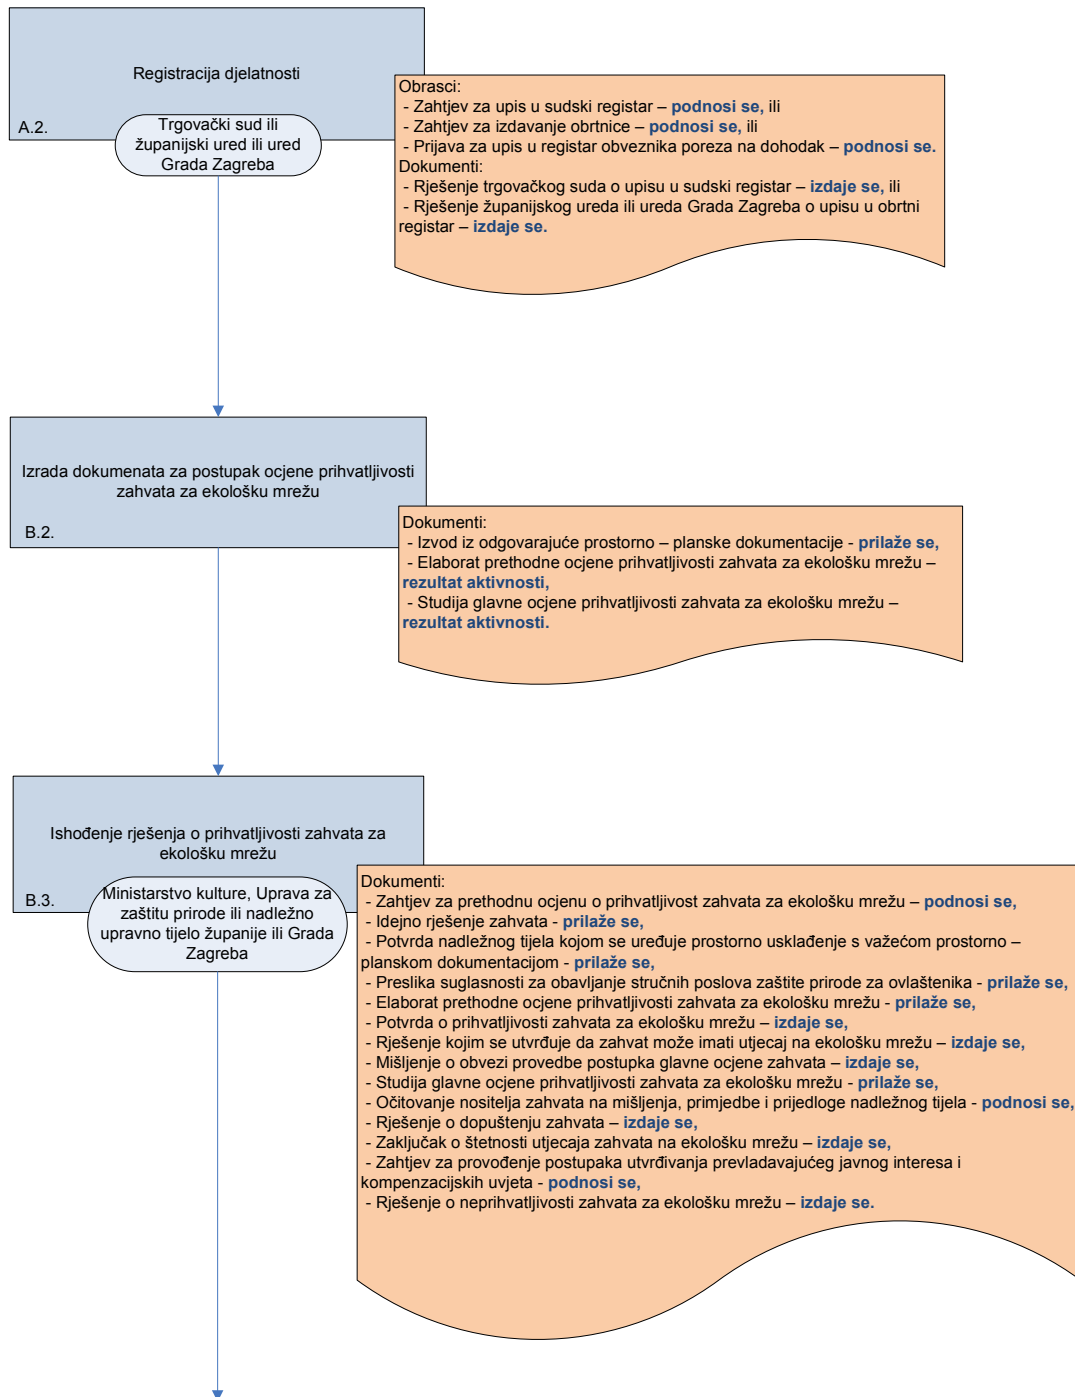 Registracija djelatnosti
A.2.
Trgovački sud ili
županijski ured ili ured
Grada Zagreba
Obrasci:
- Zahtjev za upis u sudski registar – podnosi se, ili
- Zahtjev za izdavanje obrtnice – podnosi se, ili
- Prijava za upis u registar obveznika poreza na dohodak – podnosi se.
Dokumenti:
- Rješenje trgovačkog suda o upisu u sudski registar – izdaje se, ili
- Rješenje županijskog ureda ili ureda Grada Zagreba o upisu u obrtni
registar – izdaje se.
Izrada dokumenata za postupak ocjene prihvatljivosti
zahvata za ekološku mrežu
B.2.
Dokumenti:
- Izvod iz odgovarajuće prostorno – planske dokumentacije - prilaže se,
- Elaborat prethodne ocjene prihvatljivosti zahvata za ekološku mrežu –
rezultat aktivnosti,
- Studija glavne ocjene prihvatljivosti zahvata za ekološku mrežu –
rezultat aktivnosti.
Ishođenje rješenja o prihvatljivosti zahvata za
ekološku mrežu
B.3.
Ministarstvo kulture, Uprava za
zaštitu prirode ili nadležno
upravno tijelo županije ili Grada
Zagreba
Dokumenti:
- Zahtjev za prethodnu ocjenu o prihvatljivost zahvata za ekološku mrežu – podnosi se,
- Idejno rješenje zahvata - prilaže se,
- Potvrda nadležnog tijela kojom se uređuje prostorno usklađenje s važećom prostorno –
planskom dokumentacijom - prilaže se,
- Preslika suglasnosti za obavljanje stručnih poslova zaštite prirode za ovlaštenika - prilaže se,
- Elaborat prethodne ocjene prihvatljivosti zahvata za ekološku mrežu - prilaže se,
- Potvrda o prihvatljivosti zahvata za ekološku mrežu – izdaje se,
- Rješenje kojim se utvrđuje da zahvat može imati utjecaj na ekološku mrežu – izdaje se,
- Mišljenje o obvezi provedbe postupka glavne ocjene zahvata – izdaje se,
- Studija glavne ocjene prihvatljivosti zahvata za ekološku mrežu - prilaže se,
- Očitovanje nositelja zahvata na mišljenja, primjedbe i prijedloge nadležnog tijela - podnosi se,
- Rješenje o dopuštenju zahvata – izdaje se,
- Zaključak o štetnosti utjecaja zahvata na ekološku mrežu – izdaje se,
- Zahtjev za provođenje postupaka utvrđivanja prevladavajućeg javnog interesa i
kompenzacijskih uvjeta - podnosi se,
- Rješenje o neprihvatljivosti zahvata za ekološku mrežu – izdaje se.